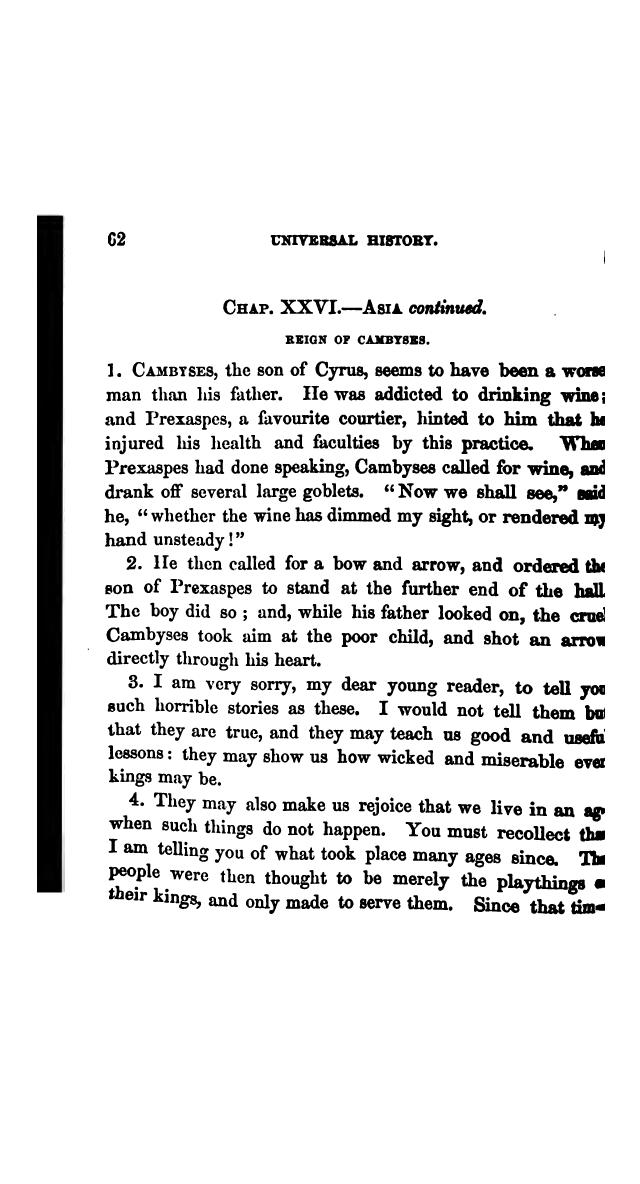 62 UNIVERSAL HISTORY.
CHAP. XXVI.—ASIA continued.
REIGN OF CAMBYSES.
1. CAMBYSES, the son of Cyrus, seems to have been a worse
man than his father. He was addicted to drinking wine;
and Prexaspes, a favourite courtier, hinted to him that he
injured his health and faculties by this practice. When
Prexaspes had done speaking, Cambyses called for wine, and
drank off several large goblets. “Now we shall see,” said
he, “whether the wine has dimmed my sight, or rendered my
hand unsteady!”
2. He then called for a bow and arrow, and ordered the
son of Prexaspes to stand at the further end of the hall.
The boy did so; and, while his father looked on, the cruel
Cambyses took aim at the poor child, and shot an arrow
directly through his heart.
3. I am very sorry, my dear young reader, to tell you
such horrible stories as these. I would not tell them but
that they are true, and they may teach us good and useful
lessons: they may show us how wicked and miserable even
kings may be.
4. They may also make us rejoice that we live in an age
when such things do not happen. You must recollect that
I am telling you of what took place many ages since. The
people were then thought to be merely the playthings
their kings, and only made to serve them. Since that time